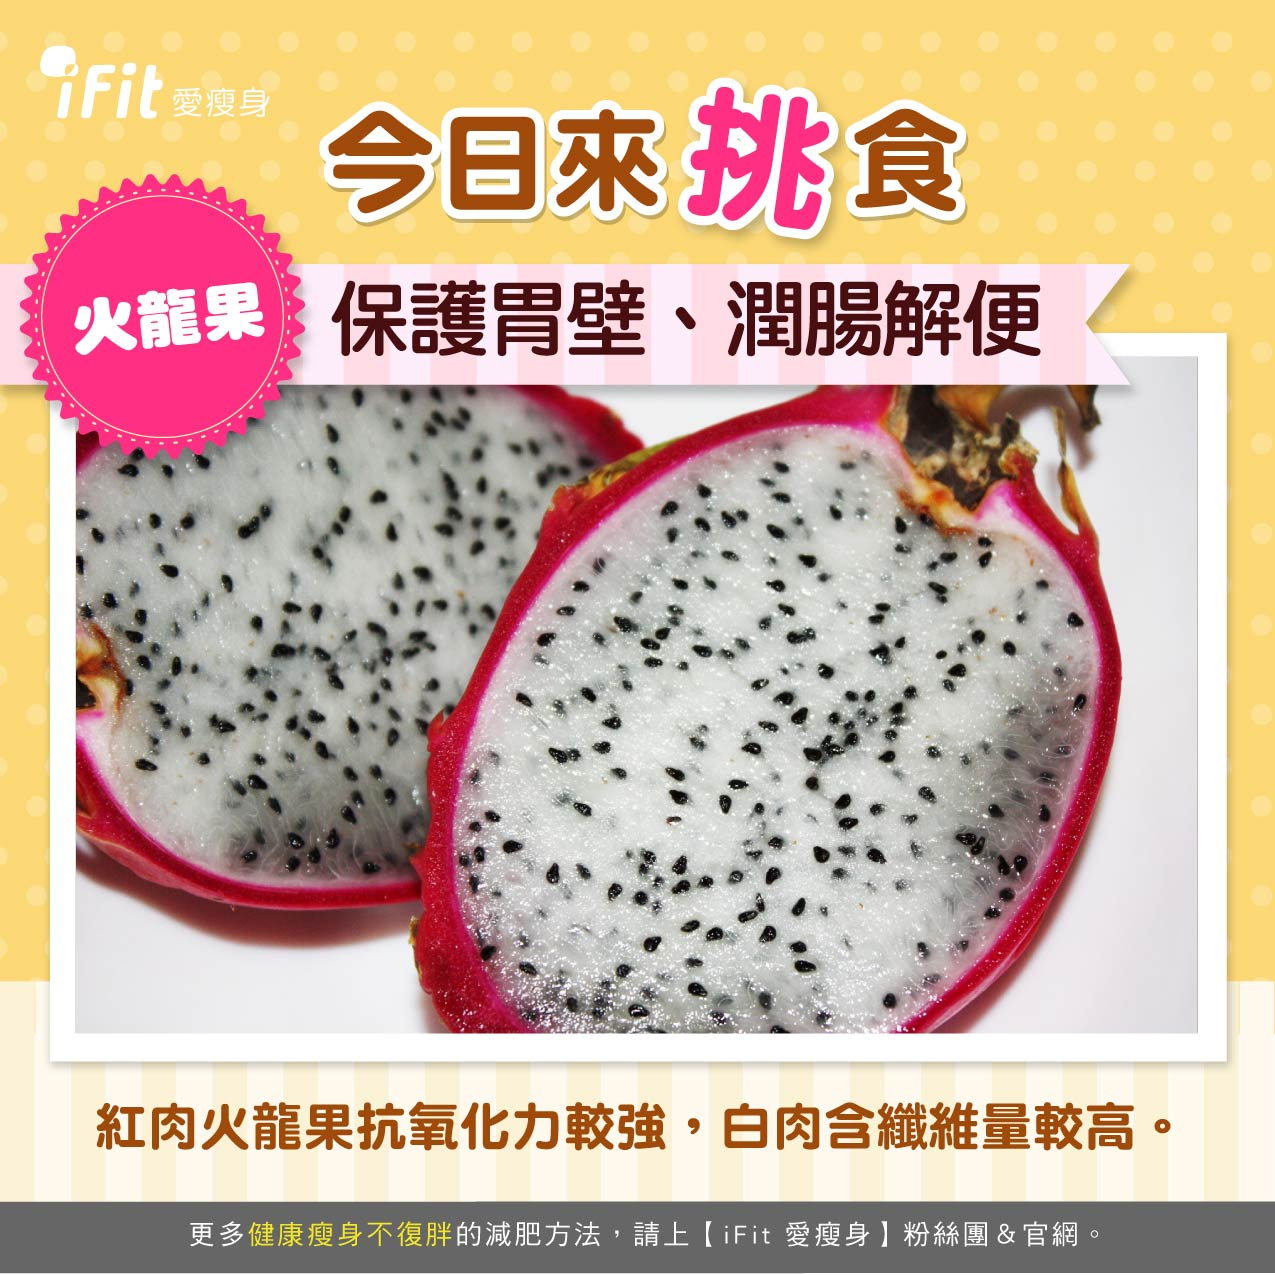 iFit 愛瘦身
今日來挑食
火龍果
保護胃壁、潤腸解便
紅肉火龍果抗氧化力較強，白肉含纖維量較高。
更多健康瘦身不復胖的減肥方法，請上【iFit 愛瘦身】粉絲團＆官網。